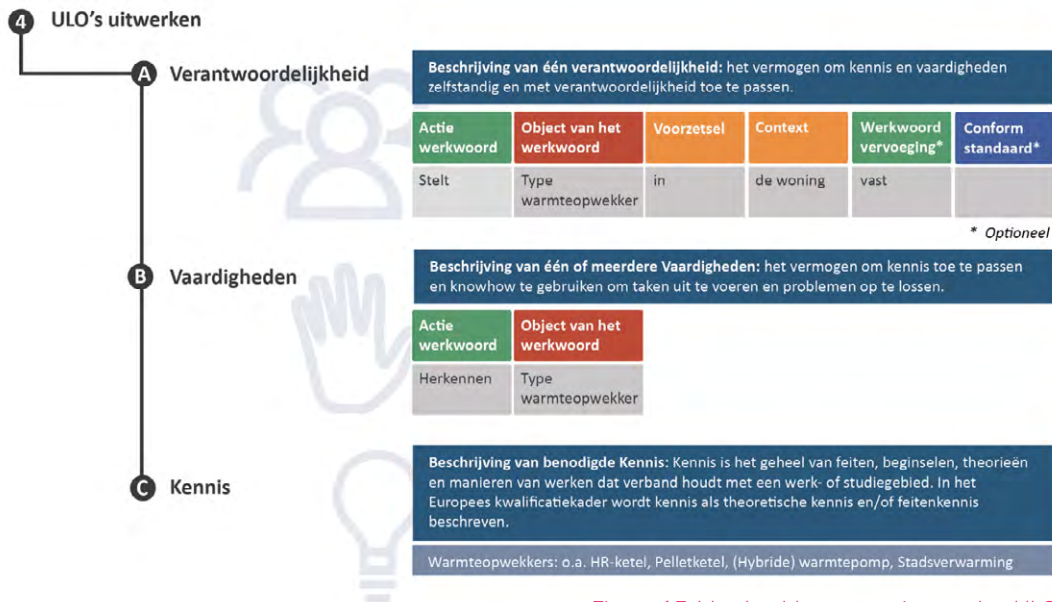 4 ULO's uitwerken
A Verantwoordelijkheid
Beschrijving van één verantwoordelijkheid: het vermogen om kennis en vaardigheden
zelfstandig en met verantwoordelijkheid toe te passen.
Actie werkwoord
Object van het werkwoord
Voorzetsel
Context
Werkwoord vervoeging*
Conform standaard*
Stelt
Type warmteopwekker
in
de woning
vast
* Optioneel
B Vaardigheden
Beschrijving van één of meerdere Vaardigheden: het vermogen om kennis toe te passen
en knowhow te gebruiken om taken uit te voeren en problemen op te lossen.
Actie werkwoord
Object van het werkwoord
Herkennen
Type warmteopwekker
C Kennis
Beschrijving van benodigde Kennis: Kennis is het geheel van feiten, beginselen, theorieën
en manieren van werken dat verband houdt met een werk- of studiegebied. In het
Europees kwalificatiekader wordt kennis als theoretische kennis en/of feitenkennis
beschreven.
Warmteopwekkers: o.a. HR-ketel, Pelletketel, (Hybride) warmtepomp, Stadsverwarming